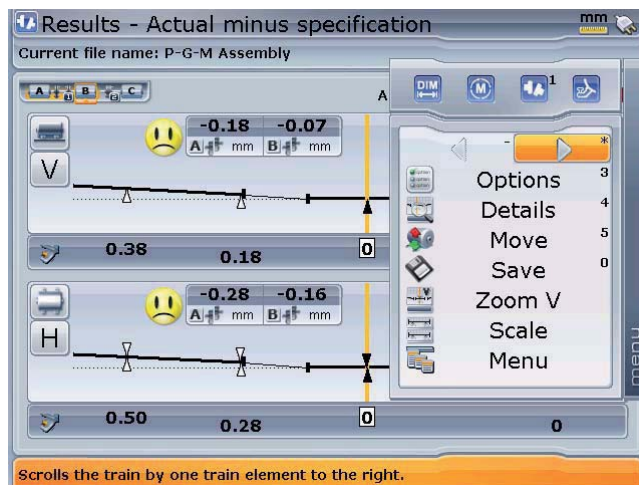 Results - Actual minus specification
mm
Current file name: P-G-M Assembly
A B C
A
DIM
M
1
-0.18 -0.07
A mm B mm
V
0.38 0.18 0
-0.28 -0.16
A mm B mm
H
0.50 0.28 0 0
- *
Options 3
Details 4
Move 5
Save 0
Zoom V
Scale
Menu
menu
Scrolls the train by one train element to the right.